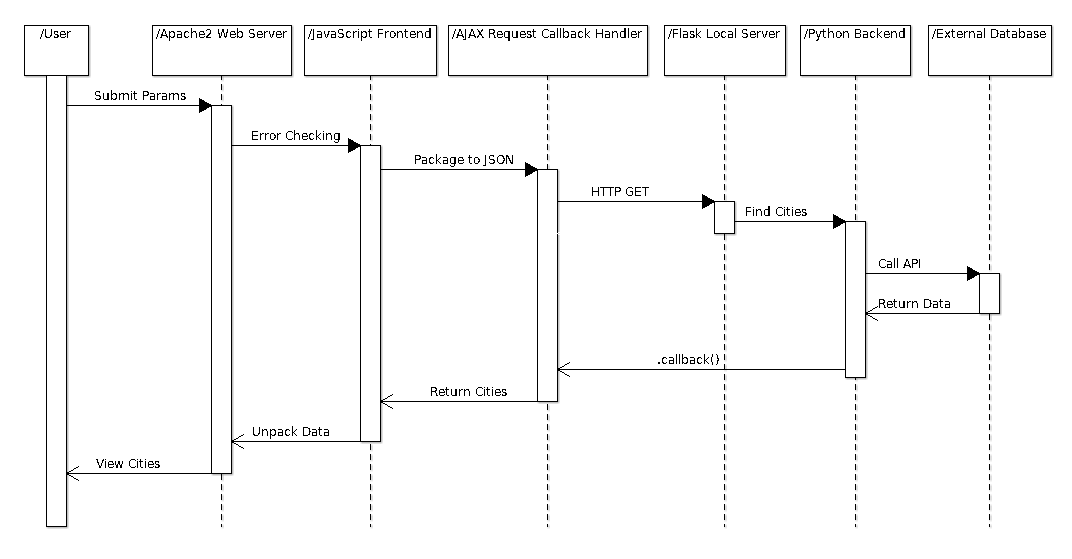 /User
/Apache2 Web Server
/JavaScript Frontend
/AJAX Request Callback Handler
/Flask Local Server
/Python Backend
/External Database
Submit Params
Error Checking
Package to JSON
HTTP GET
Find Cities
Call API
Return Data
.callback()
Return Cities
Unpack Data
View Cities